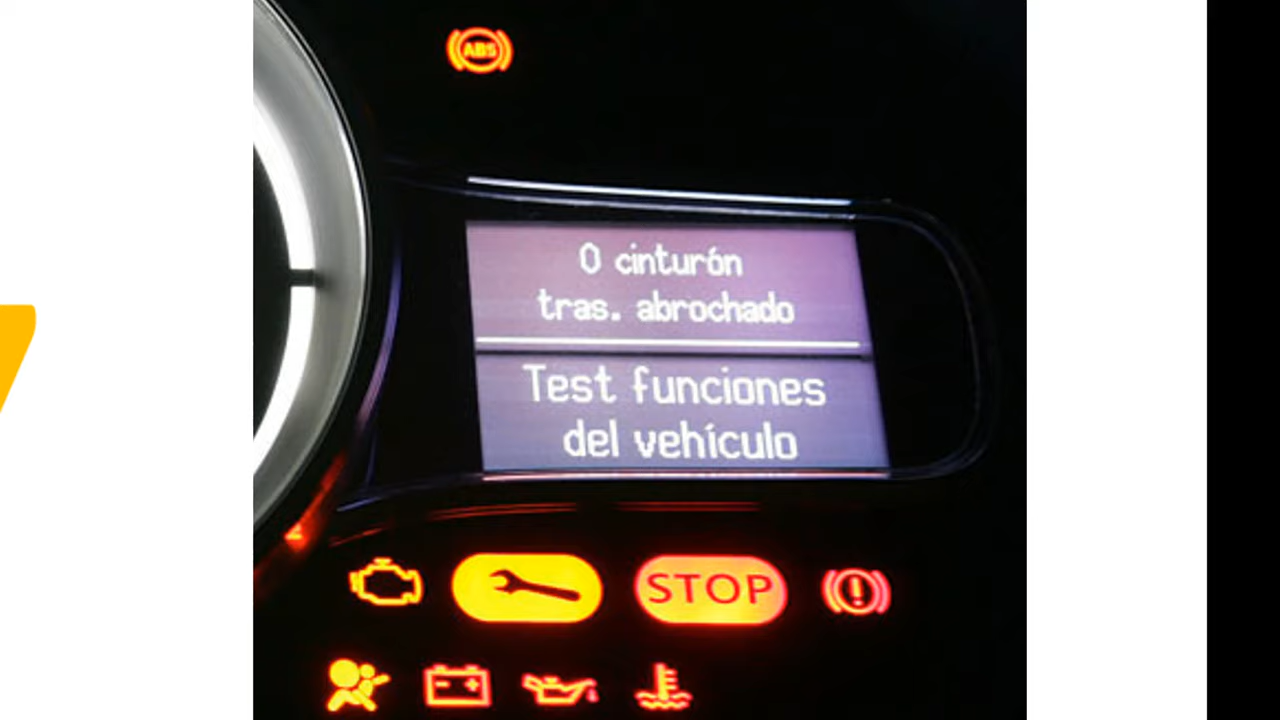 ABS
0 cinturón
tras. abrochado
Test funciones
del vehículo
STOP